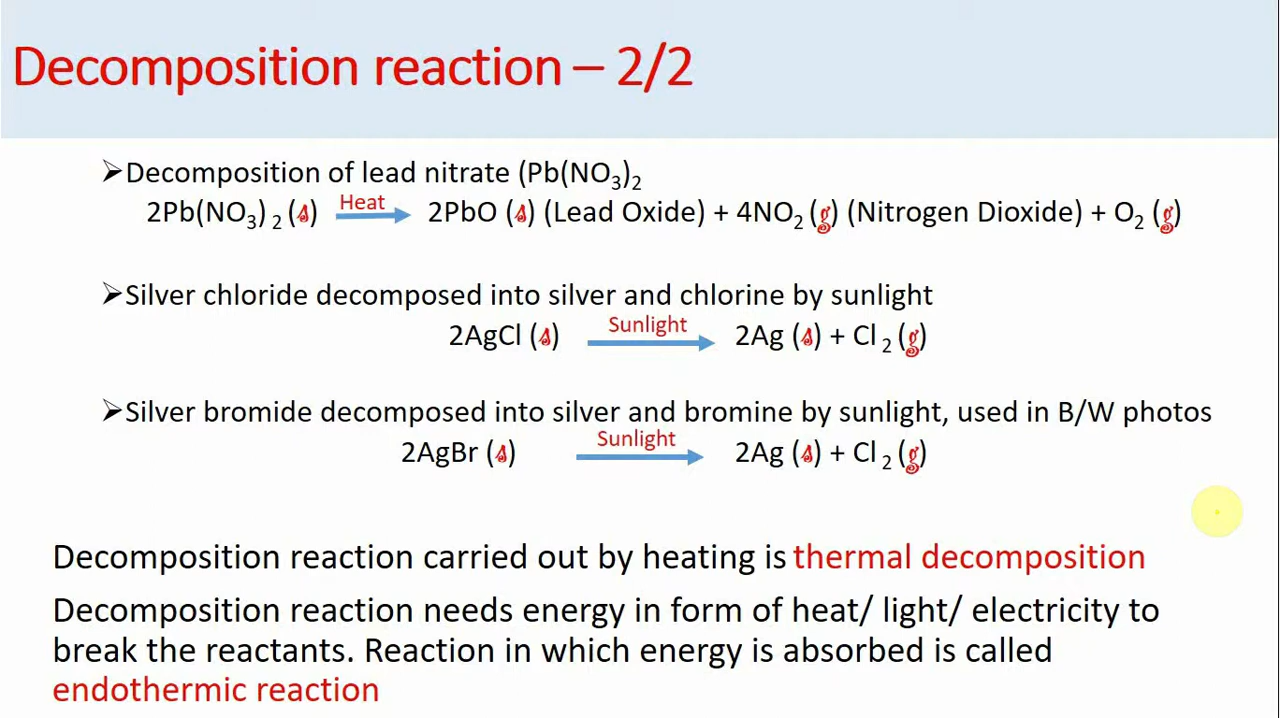 Decomposition reaction – 2/2
➢Decomposition of lead nitrate (Pb(NO₃)₂
Heat
2Pb(NO₃) ₂ (s) → 2PbO (s) (Lead Oxide) + 4NO₂ (g) (Nitrogen Dioxide) + O₂ (g)
➢Silver chloride decomposed into silver and chlorine by sunlight
Sunlight
2AgCl (s) → 2Ag (s) + Cl ₂ (g)
➢Silver bromide decomposed into silver and bromine by sunlight, used in B/W photos
Sunlight
2AgBr (s) → 2Ag (s) + Cl ₂ (g)
Decomposition reaction carried out by heating is thermal decomposition
Decomposition reaction needs energy in form of heat/ light/ electricity to
break the reactants. Reaction in which energy is absorbed is called
endothermic reaction